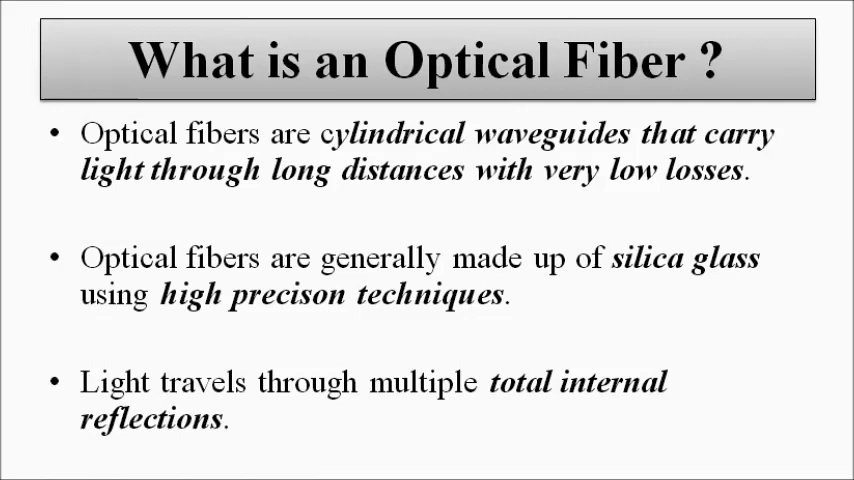 What is an Optical Fiber ?
• Optical fibers are cylindrical waveguides that carry
light through long distances with very low losses.
• Optical fibers are generally made up of silica glass
using high precison techniques.
• Light travels through multiple total internal
reflections.